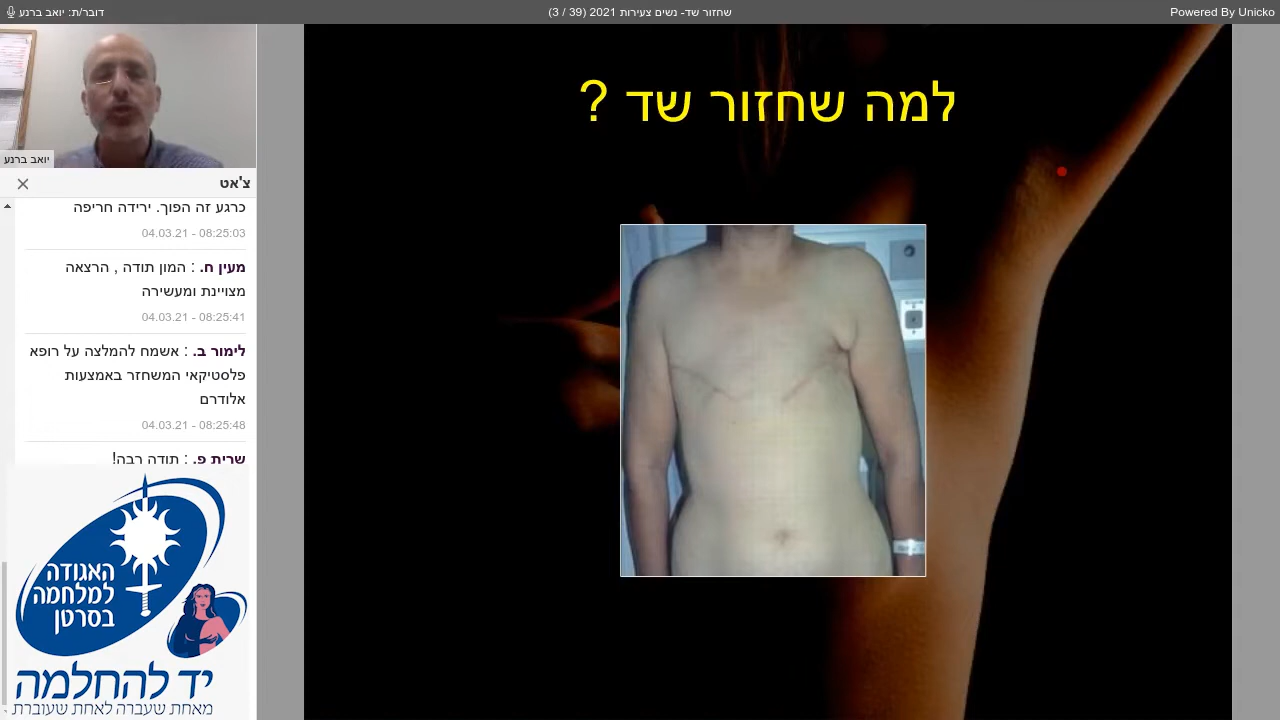 דובר/ת: יואב ברנע
שחזור שד- נשים צעירות 2021 (39 / 3)
Powered By Unicko
יואב ברנע
צ'אט
כרגע זה הפוך. ירידה חריפה
04.03.21 - 08:25:03
מעין ח. : המון תודה , הרצאה
מצויינת ומעשירה
04.03.21 - 08:25:41
לימור ב. : אשמח להמלצה על רופא
פלסטיקאי המשחזר באמצעות
אלודרם
04.03.21 - 08:25:48
שרית פ. : תודה רבה!
האגודה
למלחמה
בסרטן
יד להחלמה
מאחת שעברה לאחת שעוברת
למה שחזור שד ?